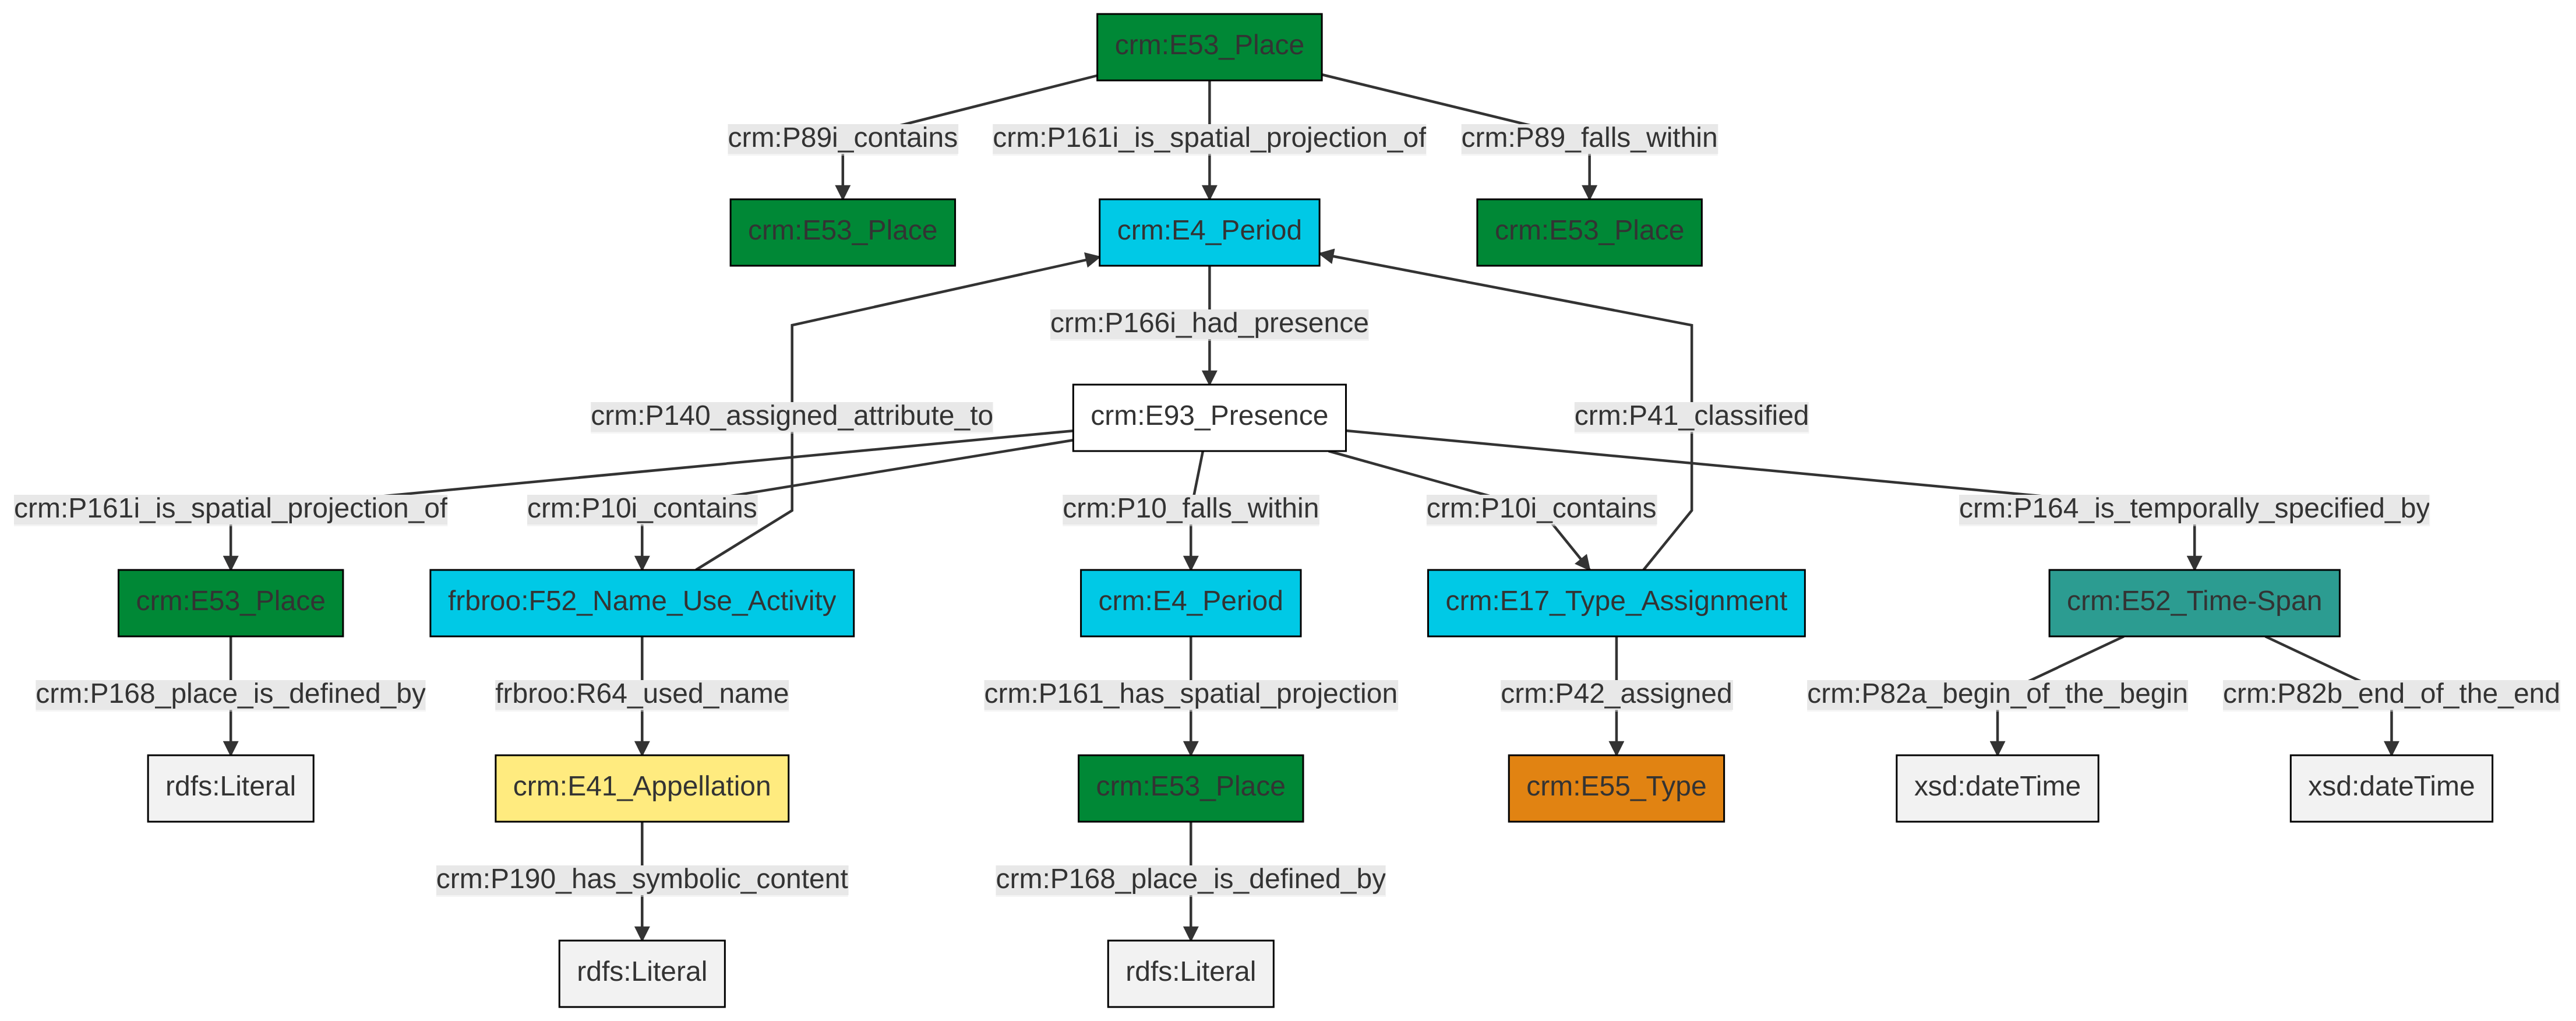 crm:E53_Place
crm:P89i_contains
crm:P161i_is_spatial_projection_of
crm:P89_falls_within
crm:E53_Place
crm:E4_Period
crm:E53_Place
crm:P166i_had_presence
crm:P140_assigned_attribute_to
crm:E93_Presence
crm:P41_classified
crm:P161i_is_spatial_projection_of
crm:P10i_contains
crm:P10_falls_within
crm:P10i_contains
crm:P164_is_temporally_specified_by
crm:E53_Place
frbroo:F52_Name_Use_Activity
crm:E4_Period
crm:E17_Type_Assignment
crm:E52_Time-Span
crm:P168_place_is_defined_by
frbroo:R64_used_name
crm:P161_has_spatial_projection
crm:P42_assigned
crm:P82a_begin_of_the_begin
crm:P82b_end_of_the_end
rdfs:Literal
crm:E41_Appellation
crm:E53_Place
crm:E55_Type
xsd:dateTime
xsd:dateTime
crm:P190_has_symbolic_content
crm:P168_place_is_defined_by
rdfs:Literal
rdfs:Literal